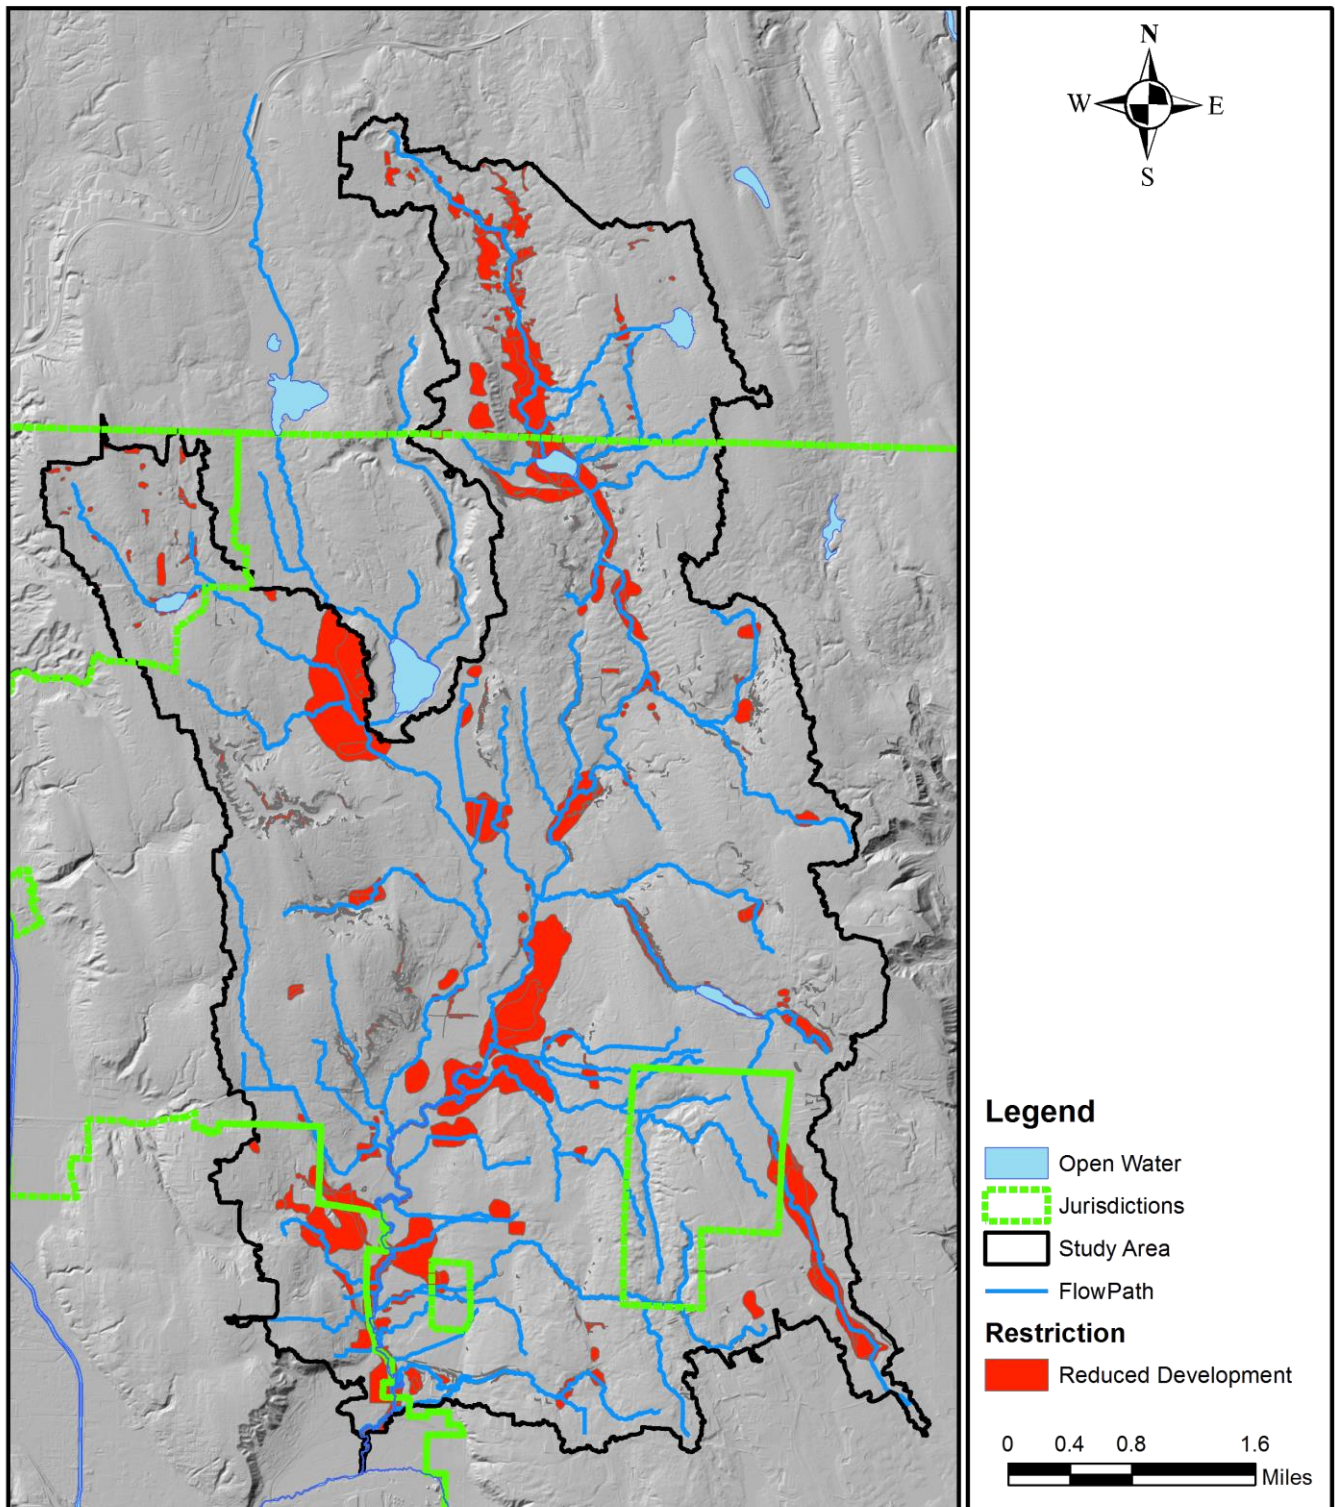 N
W E
S
Legend
Open Water
Jurisdictions
Study Area
FlowPath
Restriction
Reduced Development
0 0.4 0.8 1.6
Miles